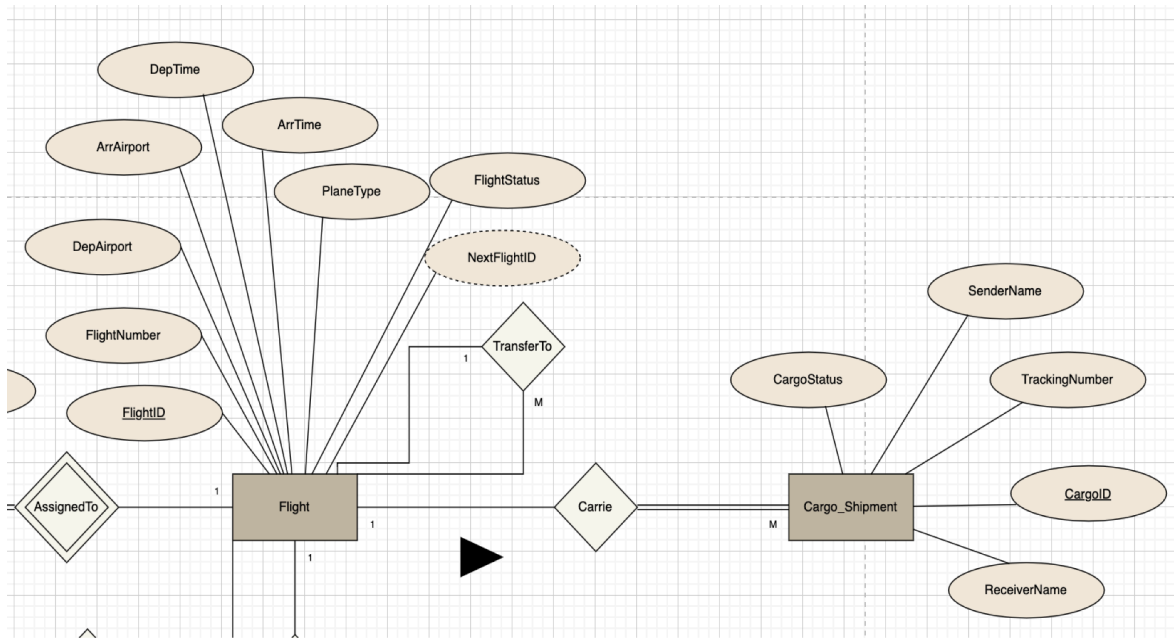 DepTime
ArrTime
ArrAirport
PlaneType
FlightStatus
DepAirport
NextFlightID
SenderName
FlightNumber
TransferTo
1
CargoStatus
TrackingNumber
M
FlightID
1
CargoID
AssignedTo
Flight
Carrie
Cargo_Shipment
1
M
1
ReceiverName